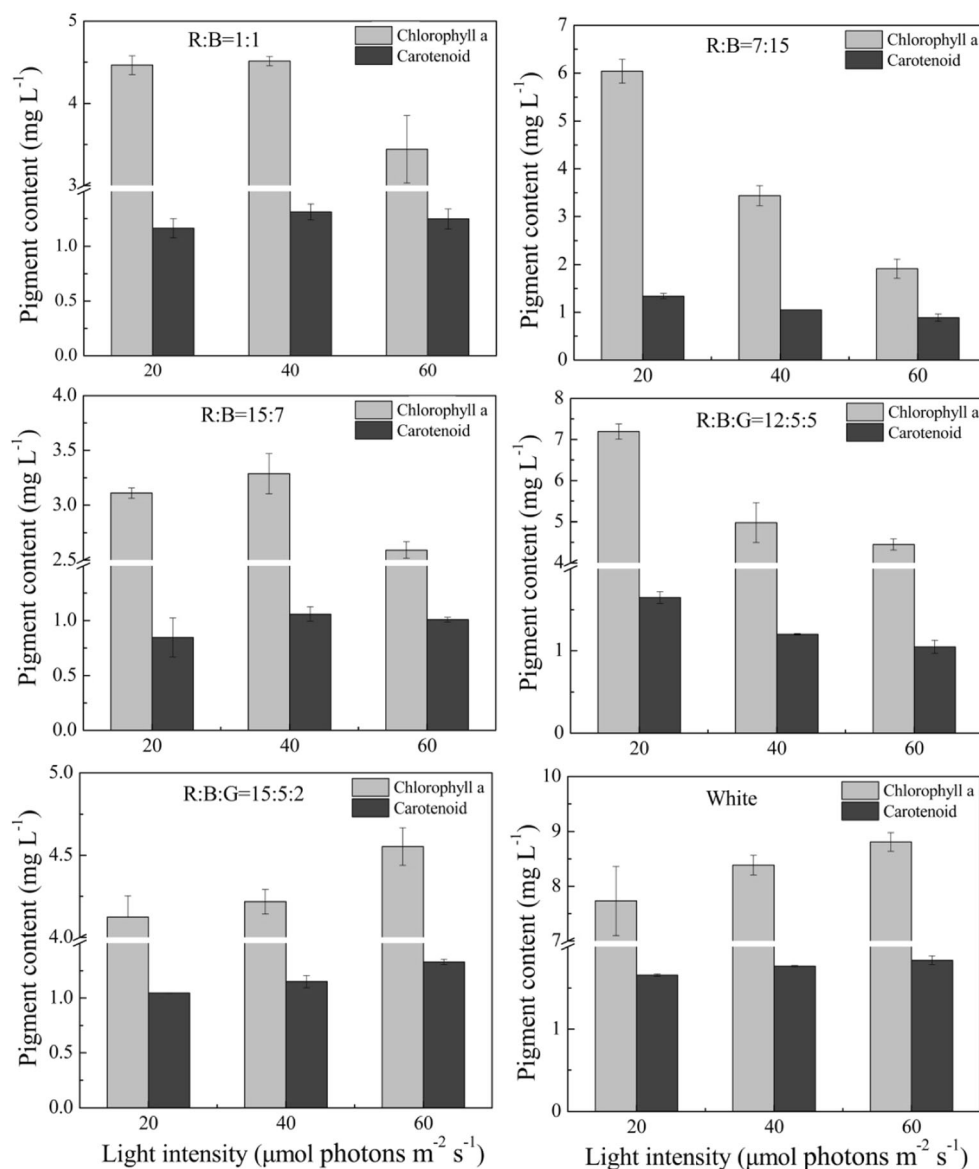 R:B=1:1
Chlorophyll a
Carotenoid
Pigment content (mg L⁻¹)
4.5
4
3
1.0
0.5
0.0
20 40 60
R:B=7:15
Chlorophyll a
Carotenoid
Pigment content (mg L⁻¹)
7
6
5
4
3
2
1
0
20 40 60
R:B=15:7
Chlorophyll a
Carotenoid
Pigment content (mg L⁻¹)
4.0
3.5
3.0
2.5
1.0
0.5
0.0
20 40 60
R:B:G=12:5:5
Chlorophyll a
Carotenoid
Pigment content (mg L⁻¹)
8
7
6
5
4
1
0
20 40 60
R:B:G=15:5:2
Chlorophyll a
Carotenoid
Pigment content (mg L⁻¹)
5.0
4.5
4.0
1.0
0.5
0.0
20 40 60
Light intensity (μmol photons m⁻² s⁻¹)
White
Chlorophyll a
Carotenoid
Pigment content (mg L⁻¹)
10
9
8
7
1
0
20 40 60
Light intensity (μmol photons m⁻² s⁻¹)